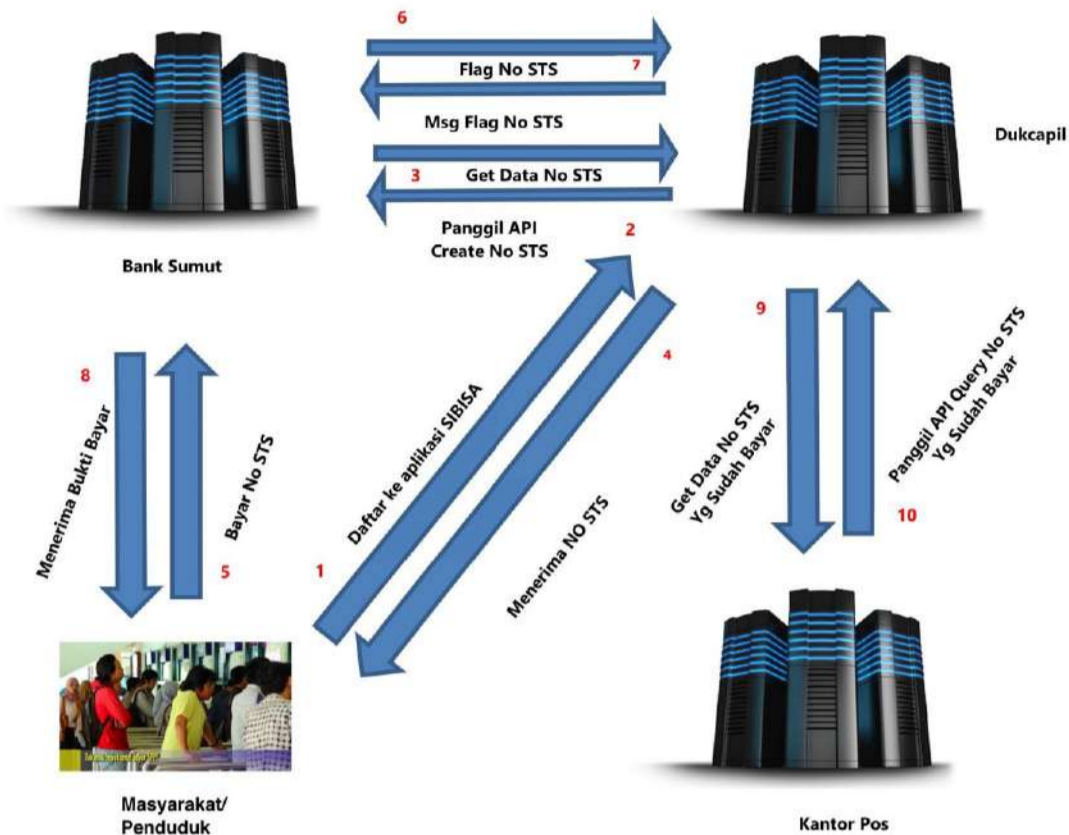 6
Flag No STS
7
Msg Flag No STS
Dukcapil
3
Get Data No STS
Panggil API
Create No STS
2
Bank Sumut
8
Menerima Bukti Bayar
Bayar No STS
5
Daftar ke aplikasi SIBISA
1
4
Menerima NO STS
9
Get Data No STS
Yg Sudah Bayar
Panggil API Query No STS
Yg Sudah Bayar
10
Masyarakat/
Penduduk
Kantor Pos